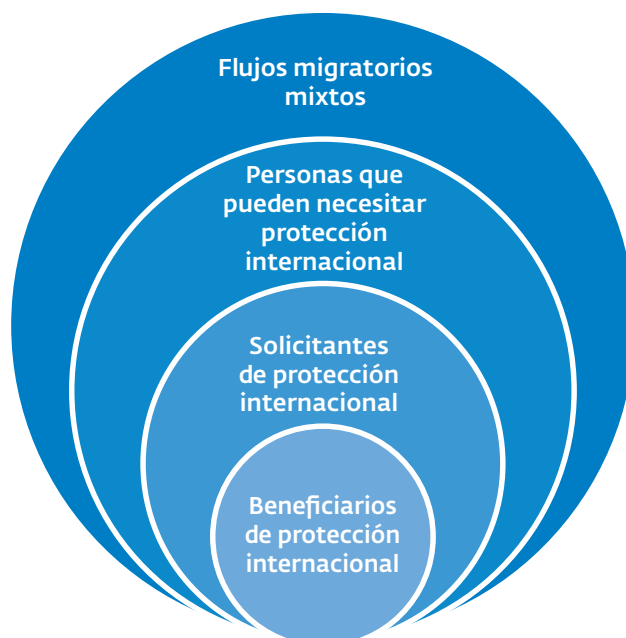 Flujos migratorios
mixtos
Personas que
pueden necesitar
protección
internacional
Solicitantes
de protección
internacional
Beneficiarios
de protección
internacional